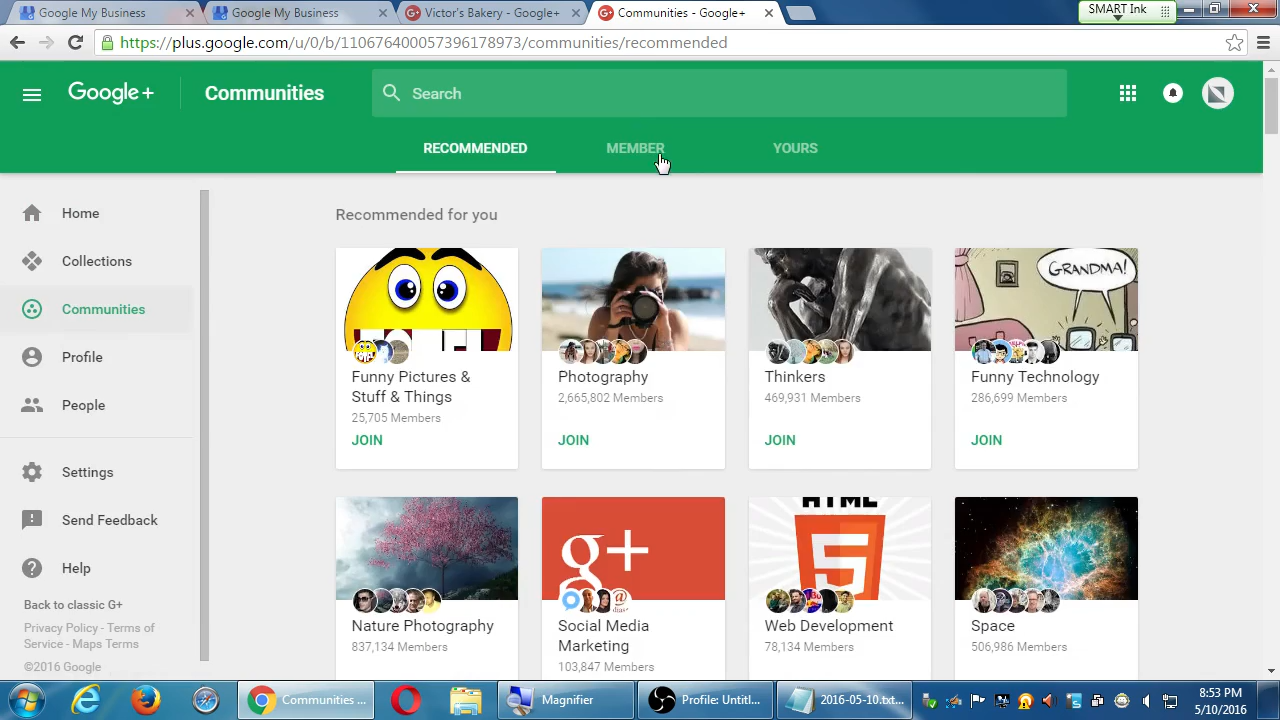 Google My Business
Google My Business
Victor's Bakery - Google+
Communities - Google+
SMART Ink
https://plus.google.com/u/0/b/110676400057396178973/communities/recommended
Google+
Communities
Search
RECOMMENDED
MEMBER
YOURS
Home
Collections
Communities
Profile
People
Settings
Send Feedback
Help
Back to classic G+
Privacy Policy - Terms of
Service - Maps Terms
©2016 Google
Recommended for you
Funny Pictures &
Stuff & Things
25,705 Members
JOIN
Photography
2,665,802 Members
JOIN
Thinkers
469,931 Members
JOIN
GRANDMA!
Funny Technology
286,699 Members
JOIN
Nature Photography
837,134 Members
g+
Social Media
Marketing
103,847 Members
HTML
5
Web Development
78,134 Members
Space
506,986 Members
Communities ...
Magnifier
Profile: Untitl...
2016-05-10.txt...
8:53 PM
5/10/2016